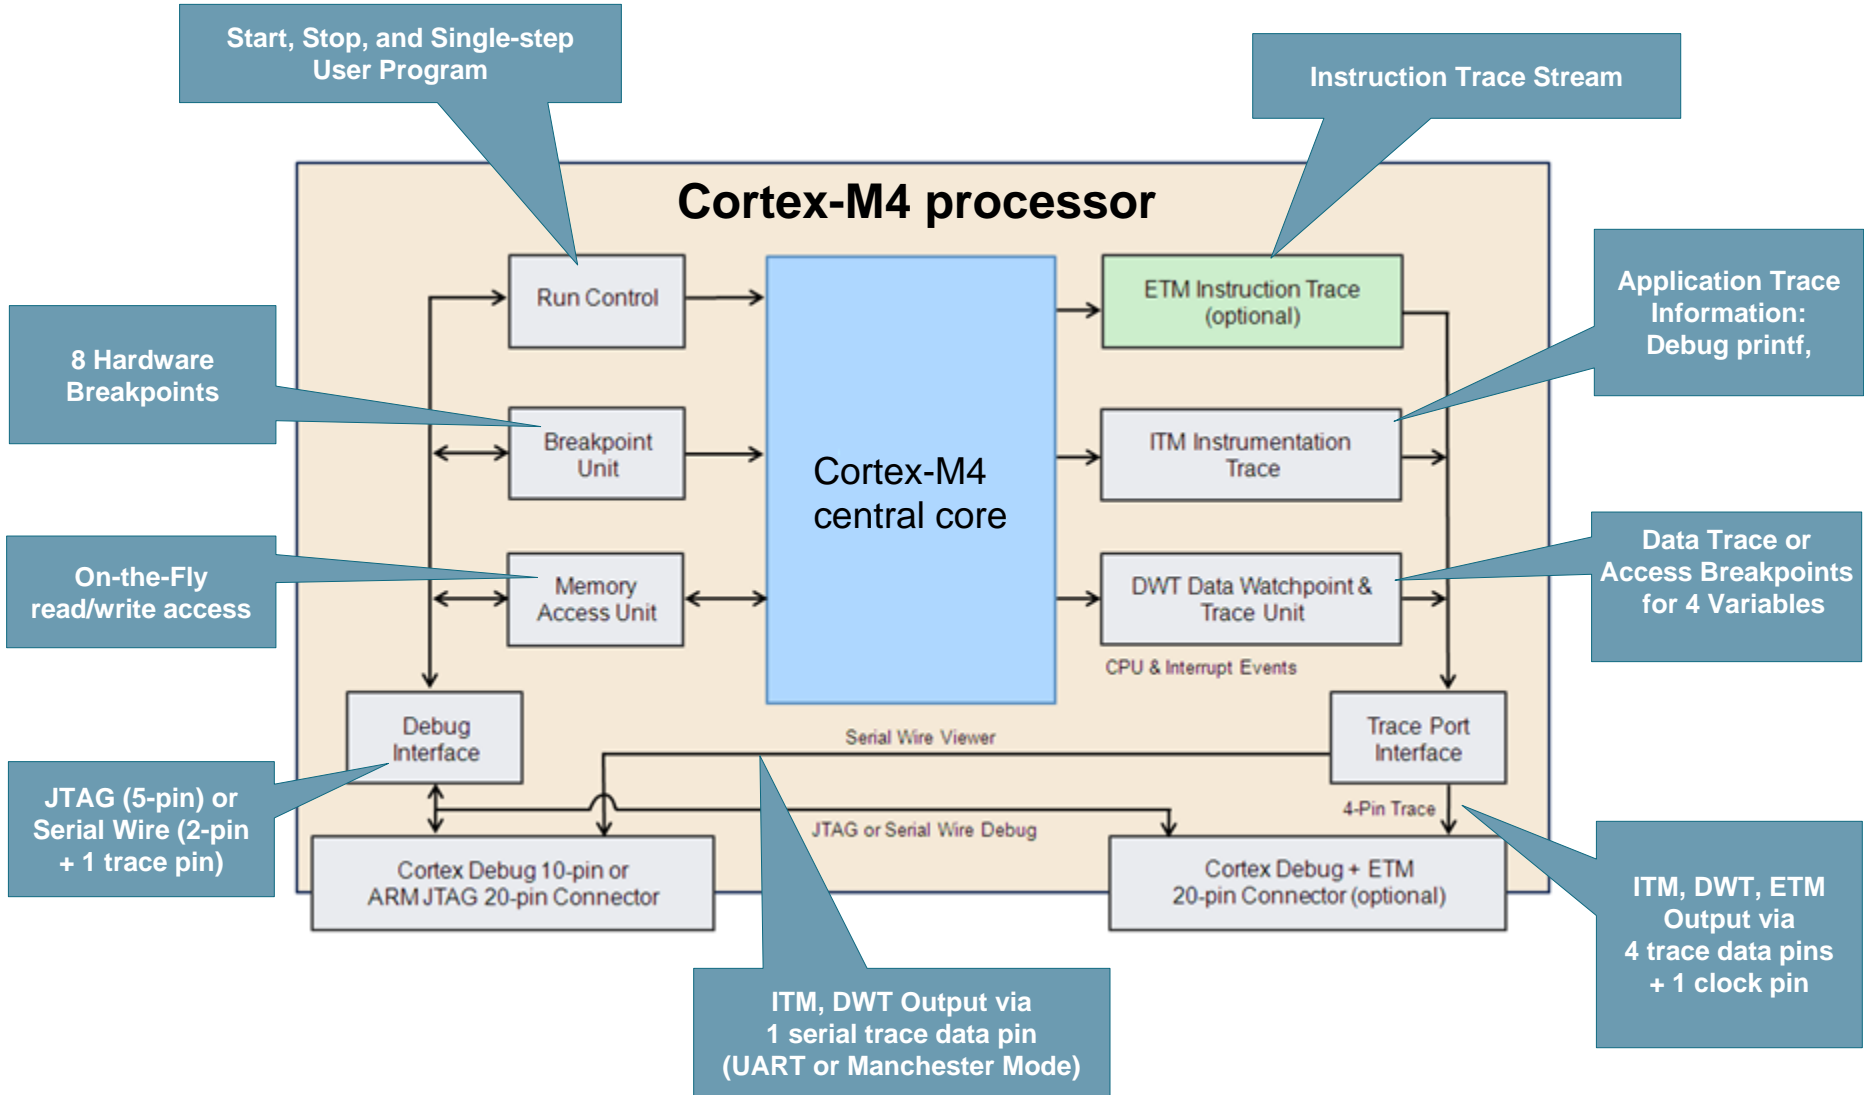 Start, Stop, and Single-step
User Program
Instruction Trace Stream
Cortex-M4 processor
Run Control
ETM Instruction Trace
(optional)
Application Trace
Information:
Debug printf,
8 Hardware
Breakpoints
Breakpoint
Unit
Cortex-M4
central core
ITM Instrumentation
Trace
On-the-Fly
read/write access
Memory
Access Unit
DWT Data Watchpoint &
Trace Unit
Data Trace or
Access Breakpoints
for 4 Variables
CPU & Interrupt Events
Debug
Interface
Serial Wire Viewer
Trace Port
Interface
JTAG (5-pin) or
Serial Wire (2-pin
+ 1 trace pin)
JTAG or Serial Wire Debug
4-Pin Trace
Cortex Debug 10-pin or
ARM JTAG 20-pin Connector
Cortex Debug + ETM
20-pin Connector (optional)
ITM, DWT, ETM
Output via
4 trace data pins
+ 1 clock pin
ITM, DWT Output via
1 serial trace data pin
(UART or Manchester Mode)